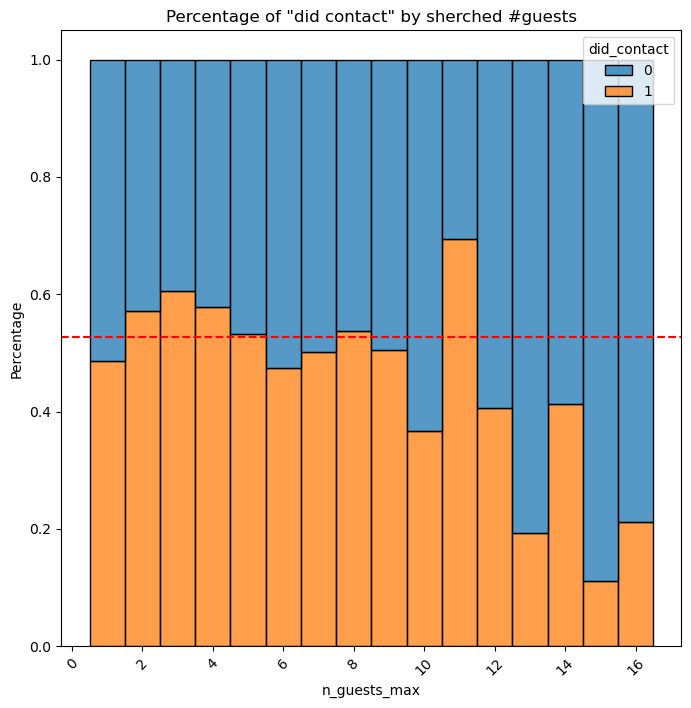 Percentage of "did contact" by sherched #guests
did_contact
0
1
Percentage
1.0
0.8
0.6
0.4
0.2
0.0
0 2 4 6 8 10 12 14 16
n_guests_max